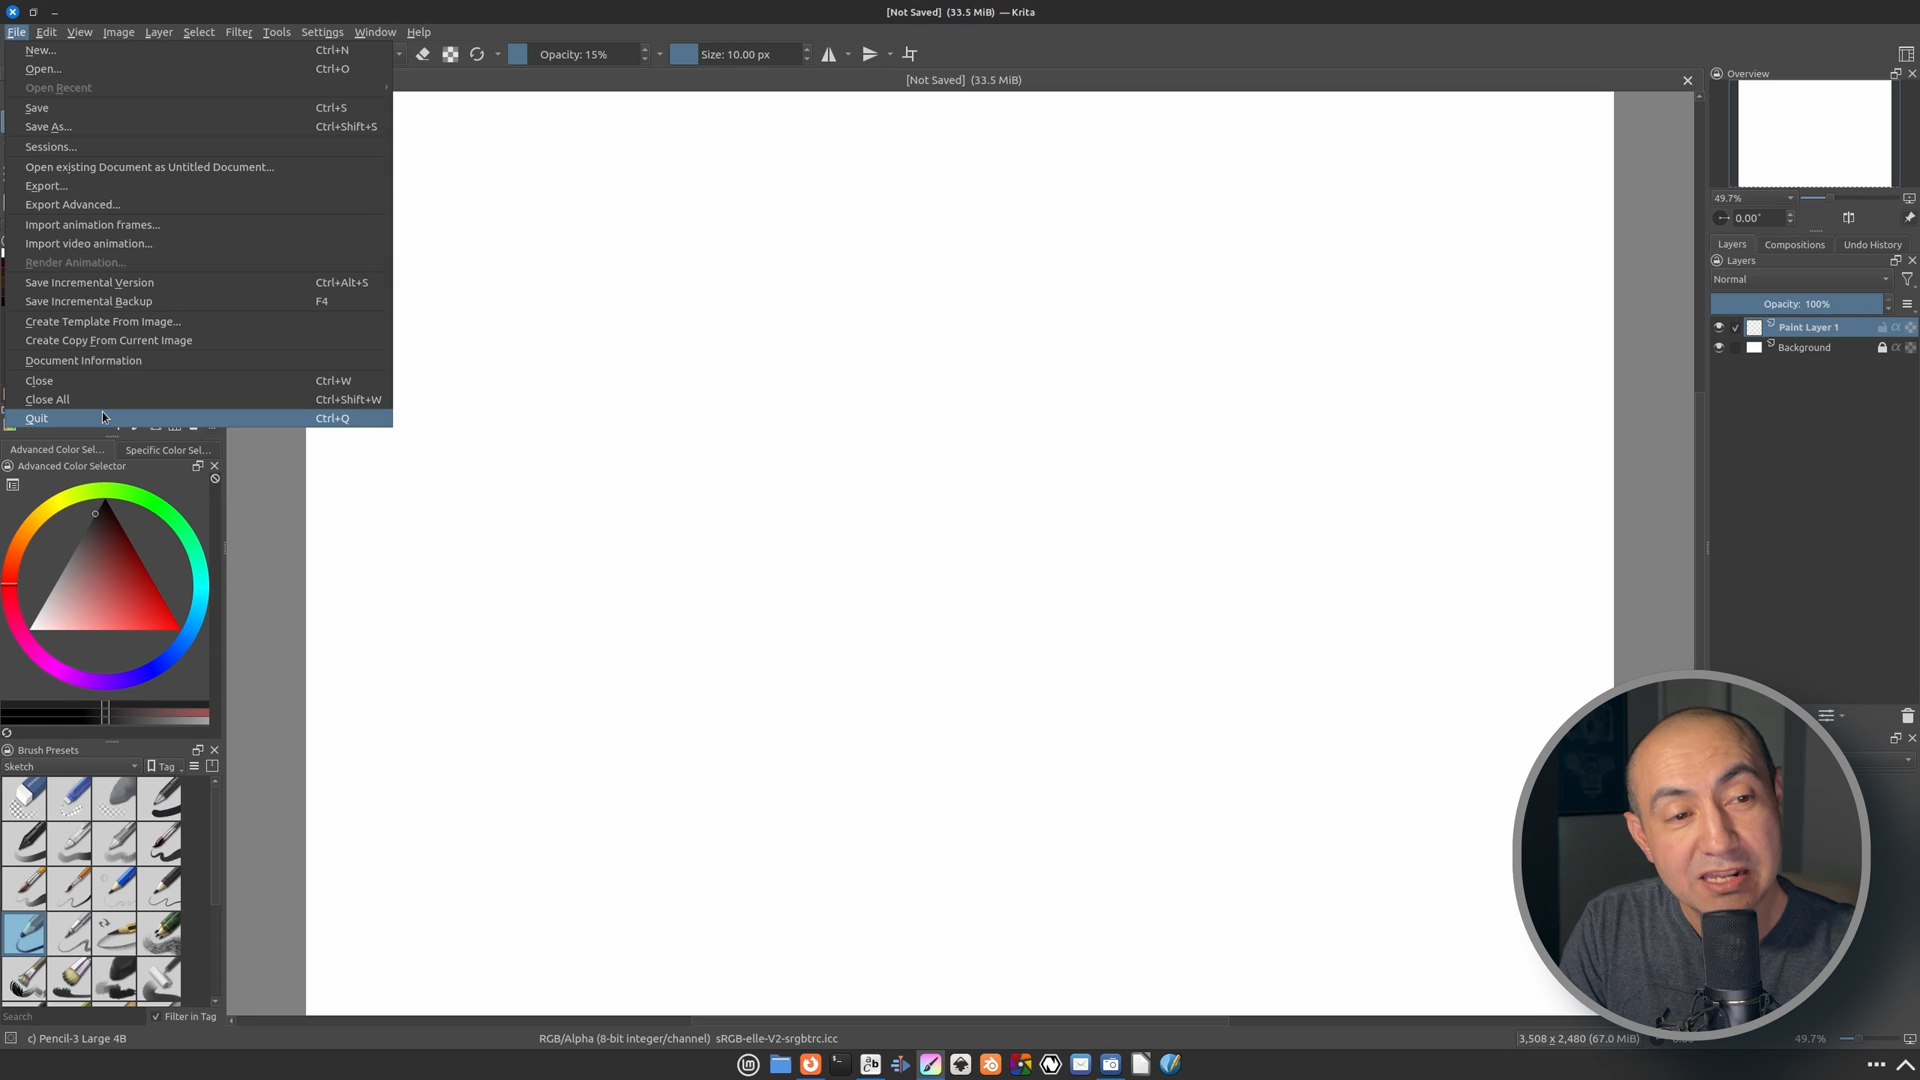 [Not Saved] (33.5 MiB) — Krita
File Edit View Image Layer Select Filter Tools Settings Window Help
New... Ctrl+N
Open... Ctrl+O
Open Recent
Save Ctrl+S
Save As... Ctrl+Shift+S
Sessions...
Open existing Document as Untitled Document...
Export...
Export Advanced...
Import animation frames...
Import video animation...
Render Animation...
Save Incremental Version Ctrl+Alt+S
Save Incremental Backup F4
Create Template From Image...
Create Copy From Current Image
Document Information
Close Ctrl+W
Close All Ctrl+Shift+W
Quit Ctrl+Q
Opacity: 15% Size: 10.00 px
[Not Saved] (33.5 MiB)
Overview
49.7%
0.00°
Layers Compositions Undo History
Layers
Normal
Opacity: 100%
Paint Layer 1
Background
Advanced Color Sel... Specific Color Sel...
Advanced Color Selector
Brush Presets
Sketch Tag
Search Filter in Tag
c) Pencil-3 Large 4B RGB/Alpha (8-bit integer/channel) sRGB-elle-V2-srgbtrc.icc 3,508 x 2,480 (67.0 MiB) 49.7%